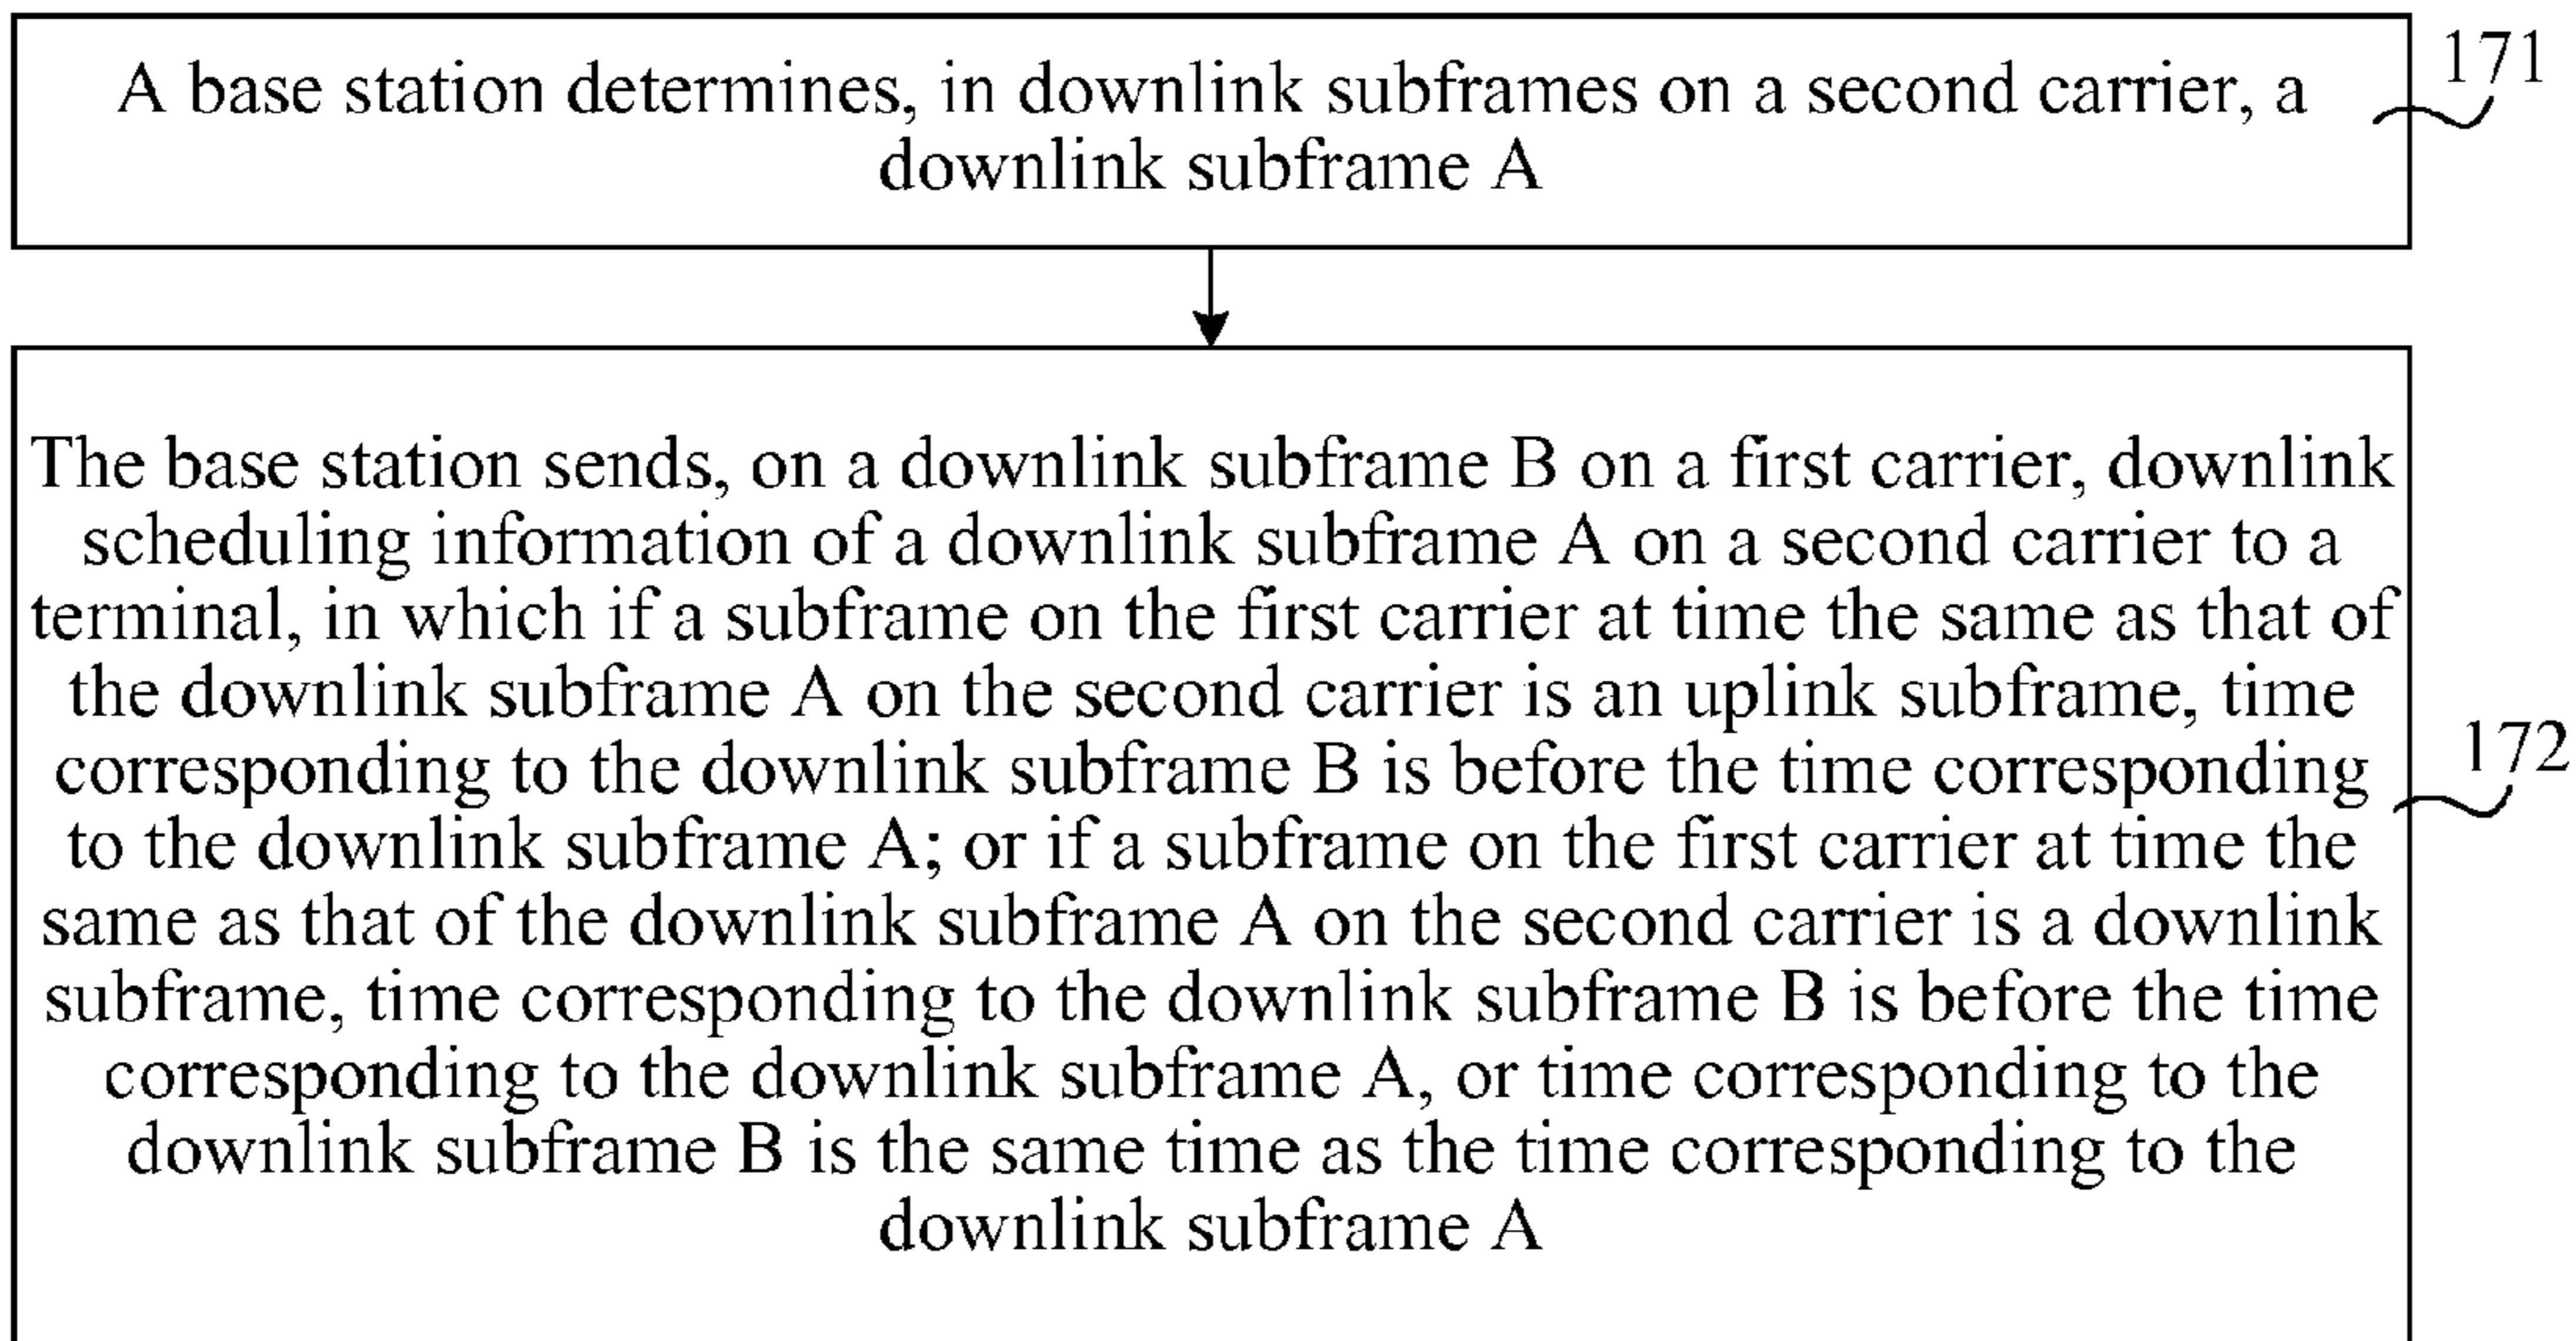 A base station determines, in downlink subframes on a second carrier, a
downlink subframe A
171
The base station sends, on a downlink subframe B on a first carrier, downlink
scheduling information of a downlink subframe A on a second carrier to a
terminal, in which if a subframe on the first carrier at time the same as that of
the downlink subframe A on the second carrier is an uplink subframe, time
corresponding to the downlink subframe B is before the time corresponding
to the downlink subframe A; or if a subframe on the first carrier at time the
same as that of the downlink subframe A on the second carrier is a downlink
subframe, time corresponding to the downlink subframe B is before the time
corresponding to the downlink subframe A, or time corresponding to the
downlink subframe B is the same time as the time corresponding to the
downlink subframe A
172